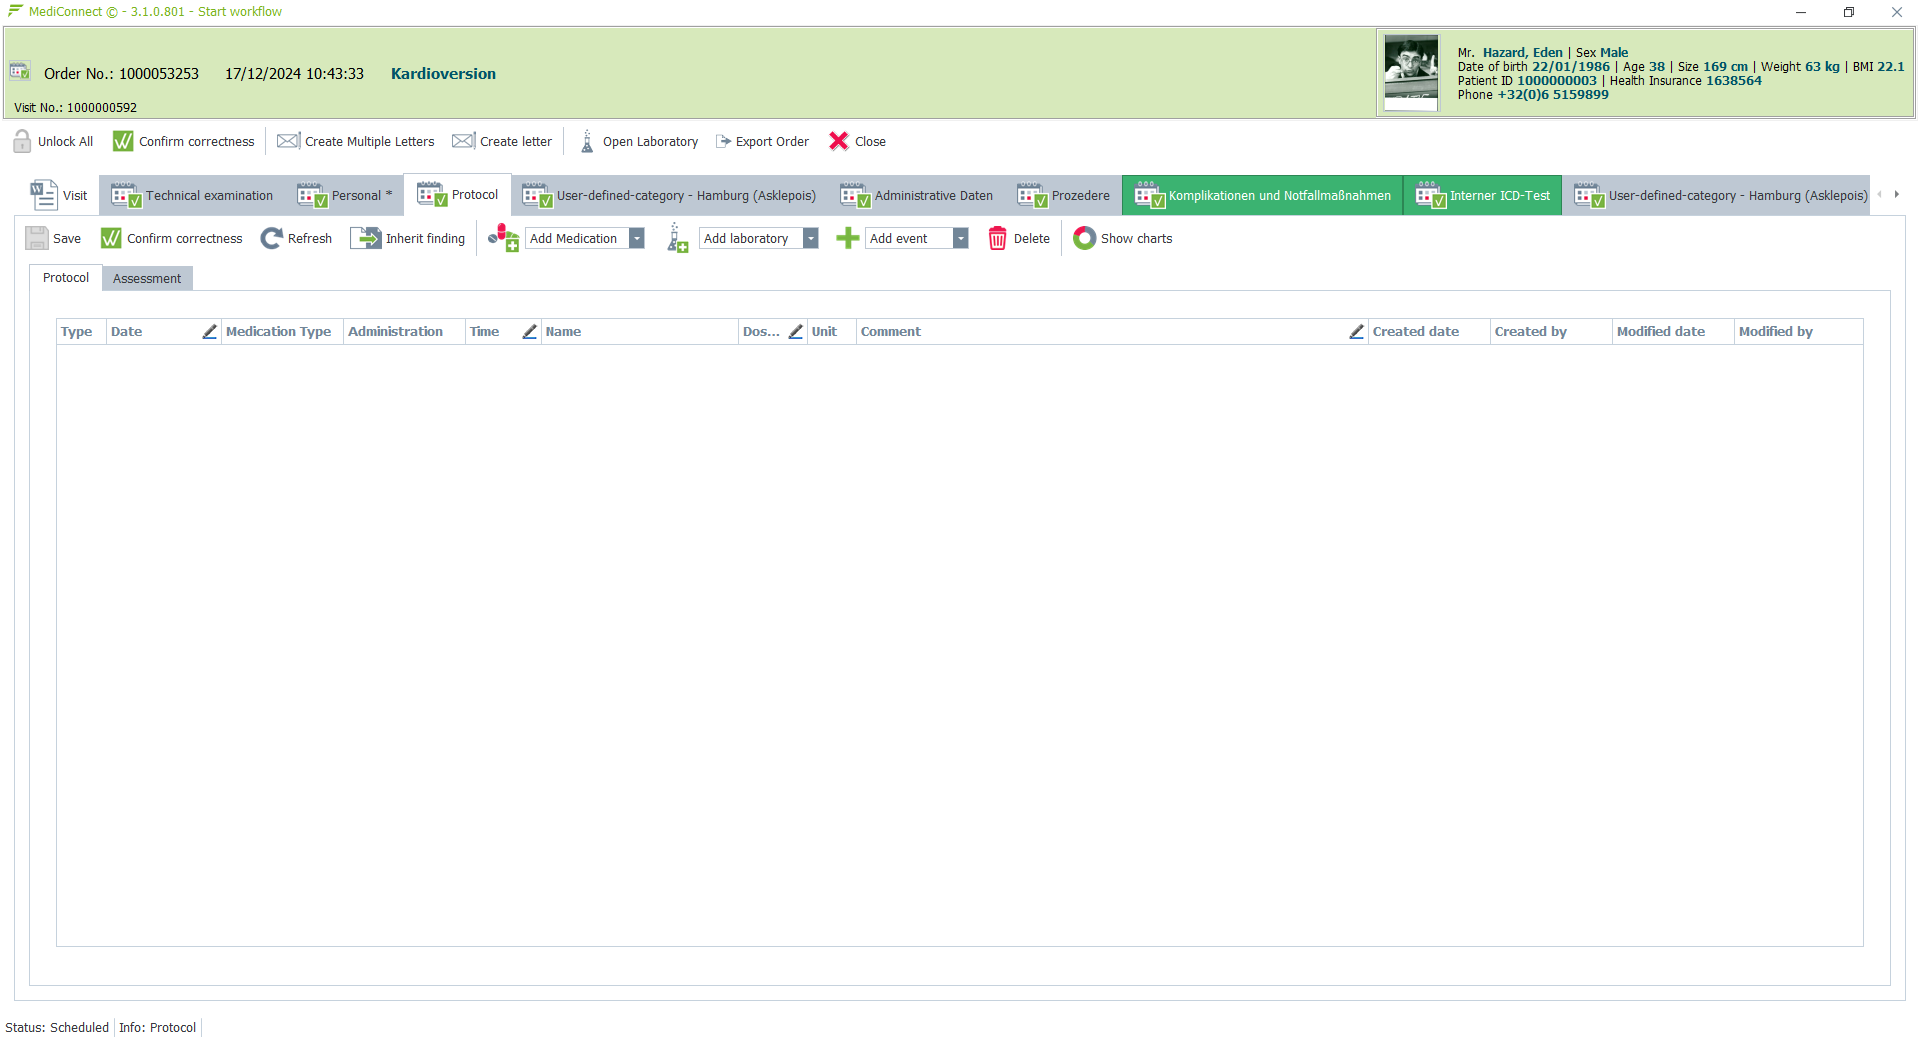 MediConnect © - 3.1.0.801 - Start workflow
Order No.: 1000053253 17/12/2024 10:43:33 Kardioversion
Visit No.: 1000000592
Mr. Hazard, Eden | Sex Male
Date of birth 22/01/1986 | Age 38 | Size 169 cm | Weight 63 kg | BMI 22.1
Patient ID 1000000003 | Health Insurance 1638564
Phone +32(0)6 5159899
Unlock All Confirm correctness Create Multiple Letters Create letter Open Laboratory Export Order Close
Visit Technical examination Personal * Protocol User-defined-category - Hamburg (Asklepois) Administrative Daten Prozedere Komplikationen und Notfallmaßnahmen Interner ICD-Test User-defined-category - Hamburg (Asklepois)
Save Confirm correctness Refresh Inherit finding Add Medication Add laboratory Add event Delete Show charts
Protocol Assessment
Type Date Medication Type Administration Time Name Dos... Unit Comment Created date Created by Modified date Modified by
Status: Scheduled Info: Protocol